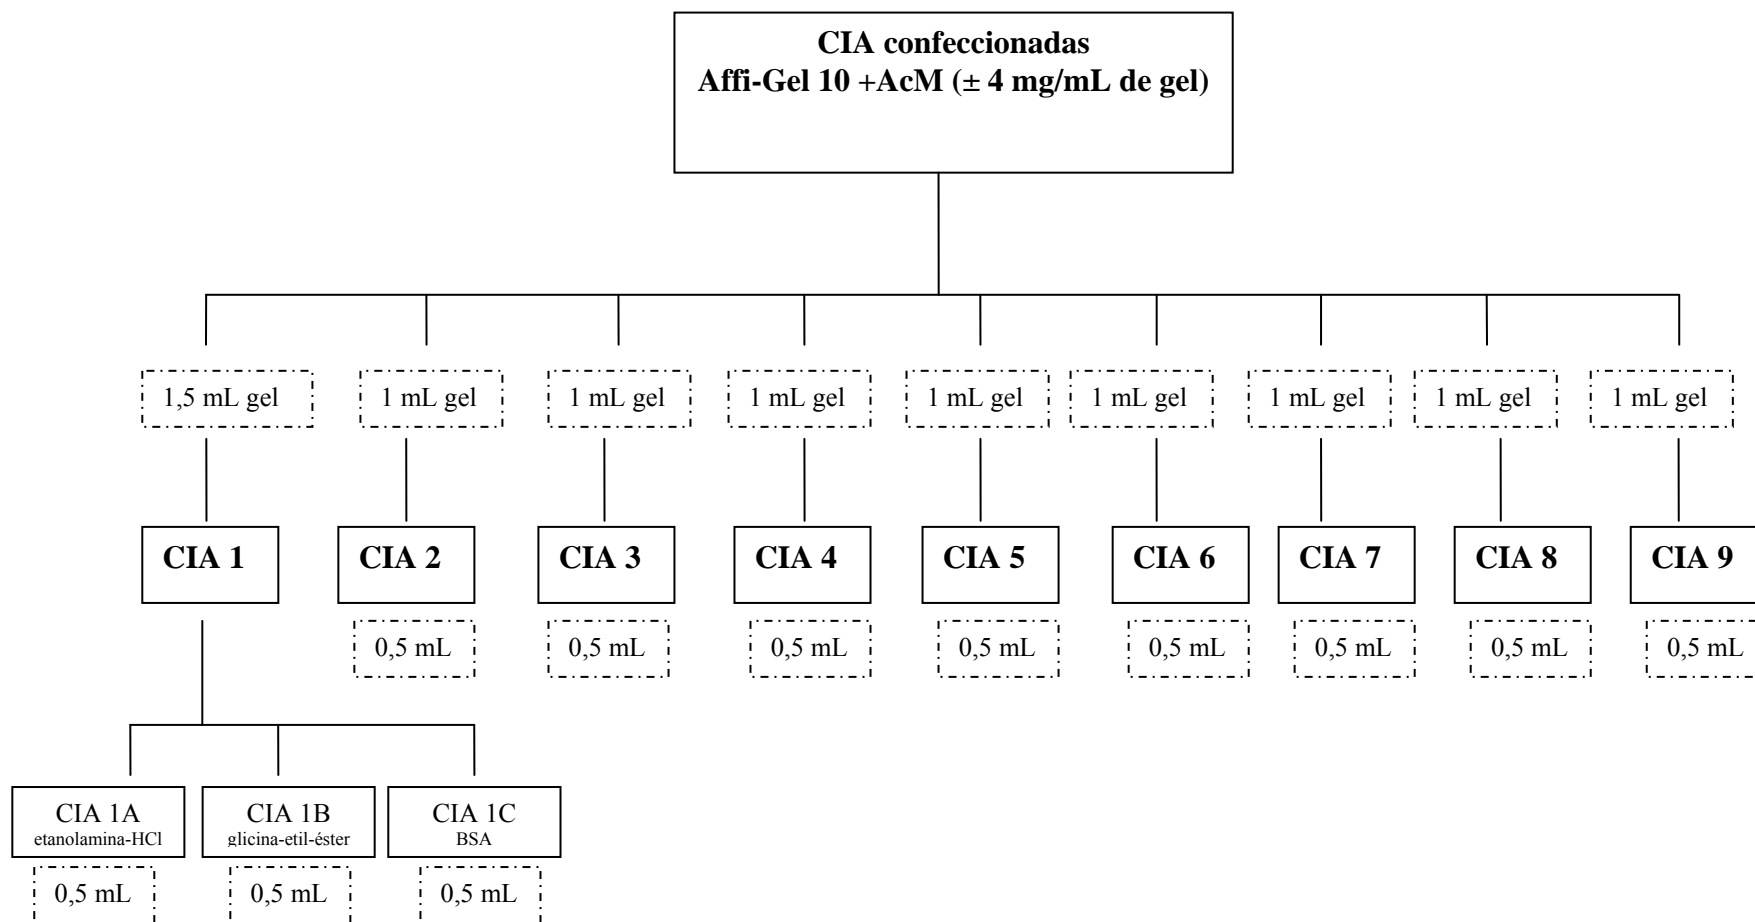 CIA confeccionadas
Affi-Gel 10 +AcM (± 4 mg/mL de gel)
1,5 mL gel
1 mL gel
1 mL gel
1 mL gel
1 mL gel
1 mL gel
1 mL gel
1 mL gel
1 mL gel
CIA 1
CIA 2
CIA 3
CIA 4
CIA 5
CIA 6
CIA 7
CIA 8
CIA 9
0,5 mL
0,5 mL
0,5 mL
0,5 mL
0,5 mL
0,5 mL
0,5 mL
0,5 mL
CIA 1A
etanolamina-HCl
CIA 1B
glicina-etil-éster
CIA 1C
BSA
0,5 mL
0,5 mL
0,5 mL